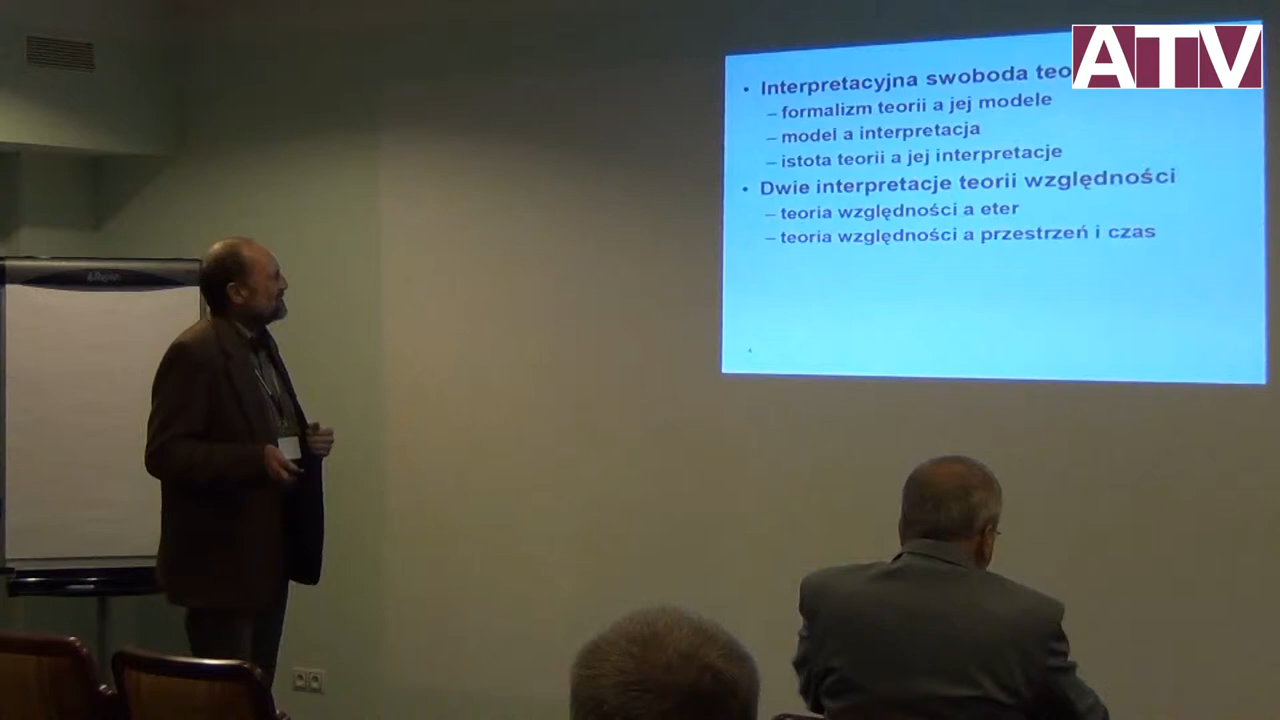 ATV
• Interpretacyjna swoboda
– formalizm teorii a jej modele
– model a interpretacja
– istota teorii a jej interpretacje
• Dwie interpretacje teorii względności
– teoria względności a eter
– teoria względności a przestrzeń i czas